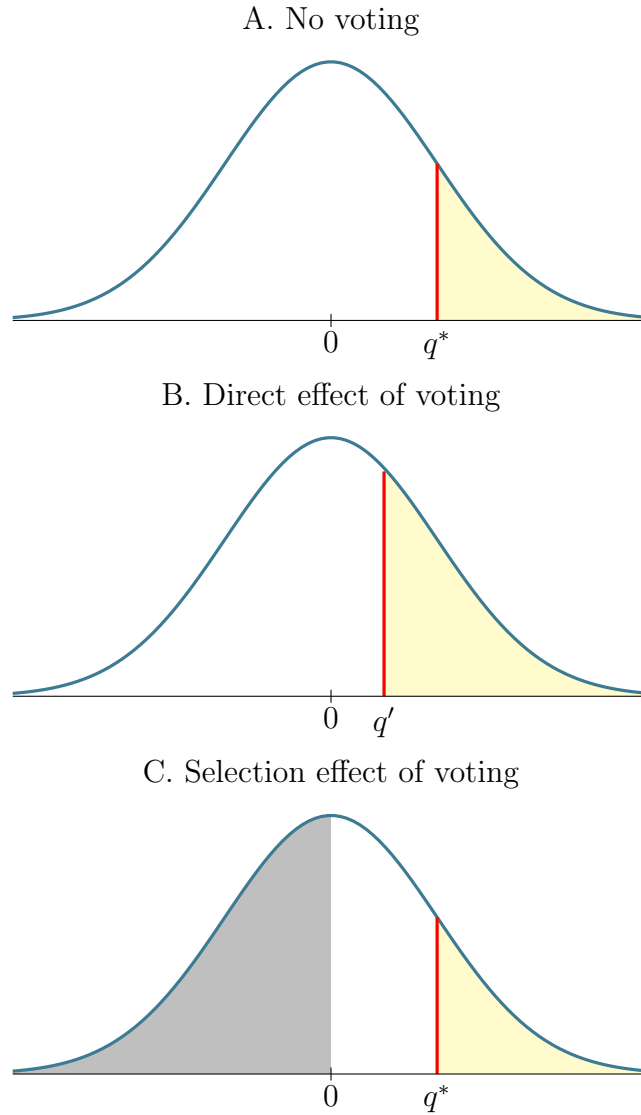 A. No voting
0 q*
B. Direct effect of voting
0 q′
C. Selection effect of voting
0 q*